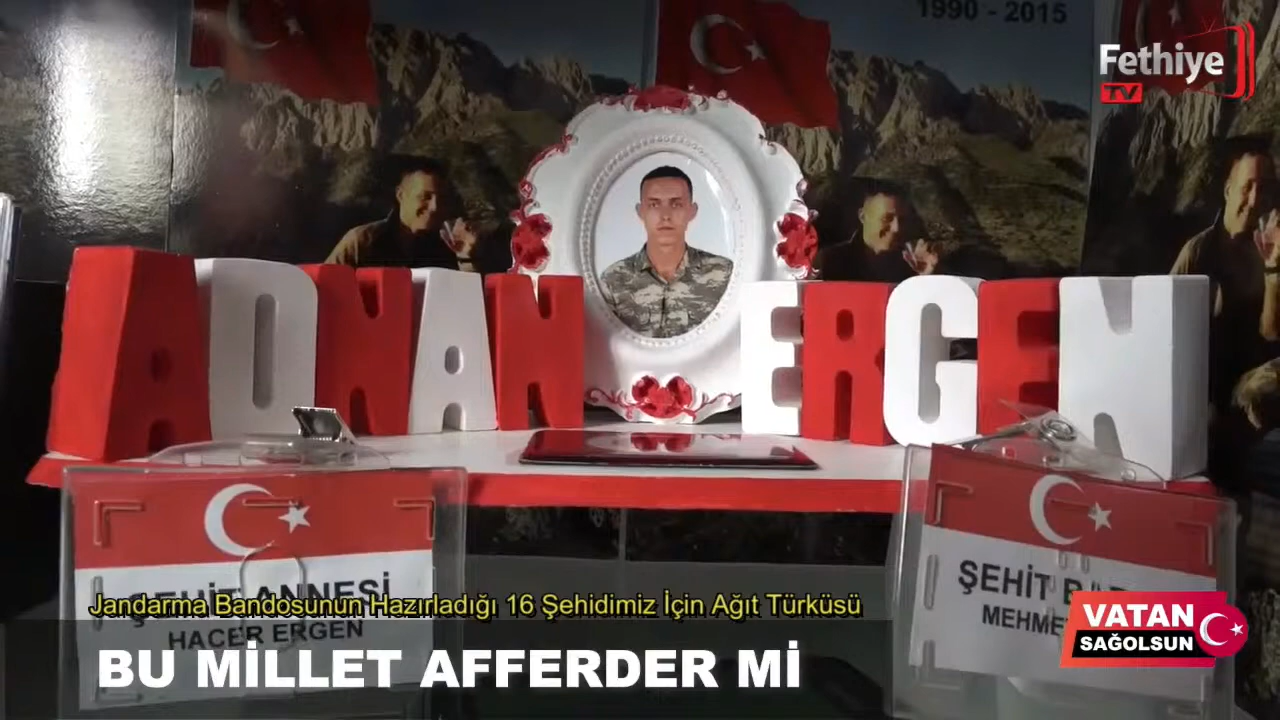 1990 - 2015
Fethiye
TV
ADNAN ERGEN
ŞEHİT ANNESİ
HACER ERGEN
ŞEHİT
Jandarma Bandosunun Hazırladığı 16 Şehidimiz İçin Ağıt Türküsü
VATAN
SAĞOLSUN
BU MİLLET AFFERDER Mİ